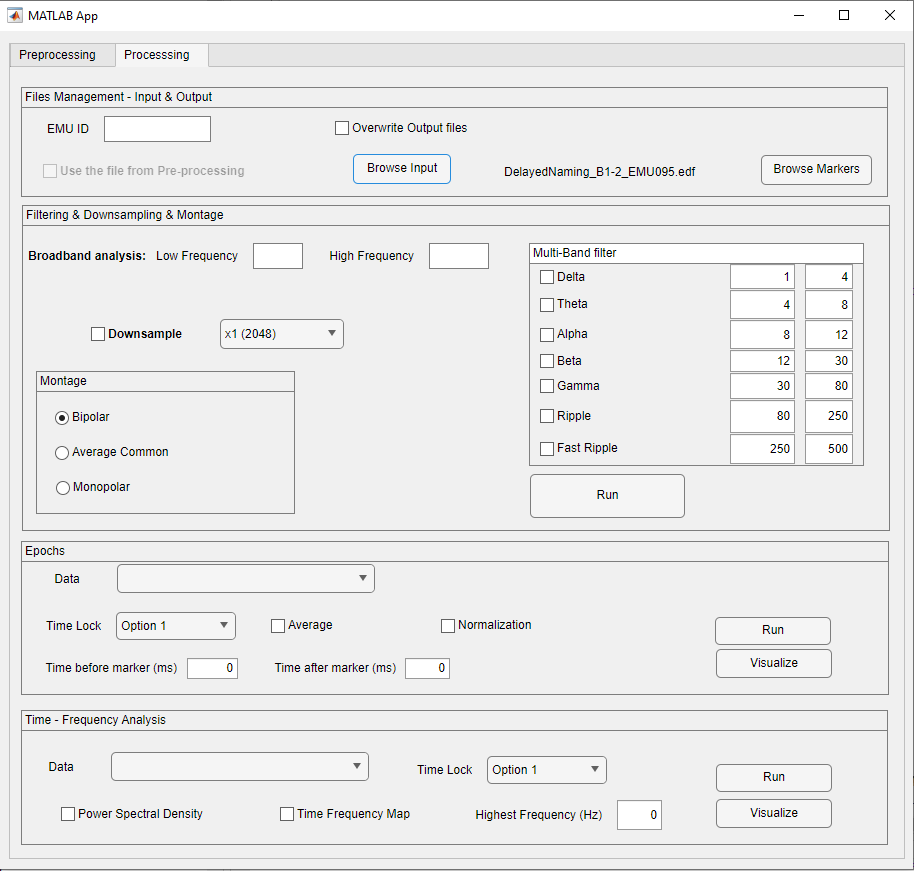 MATLAB App
Preprocessing Processsing
Files Management - Input & Output
EMU ID Overwrite Output files
Use the file from Pre-processing Browse Input DelayedNaming_B1-2_EMU095.edf Browse Markers
Filtering & Downsampling & Montage
Broadband analysis: Low Frequency High Frequency
Multi-Band filter
Delta 1 4
Theta 4 8
Alpha 8 12
Beta 12 30
Gamma 30 80
Ripple 80 250
Fast Ripple 250 500
Downsample x1 (2048)
Montage
Bipolar
Average Common
Monopolar
Run
Epochs
Data
Time Lock Option 1 Average Normalization Run
Time before marker (ms) 0 Time after marker (ms) 0 Visualize
Time - Frequency Analysis
Data Time Lock Option 1 Run
Power Spectral Density Time Frequency Map Highest Frequency (Hz) 0 Visualize